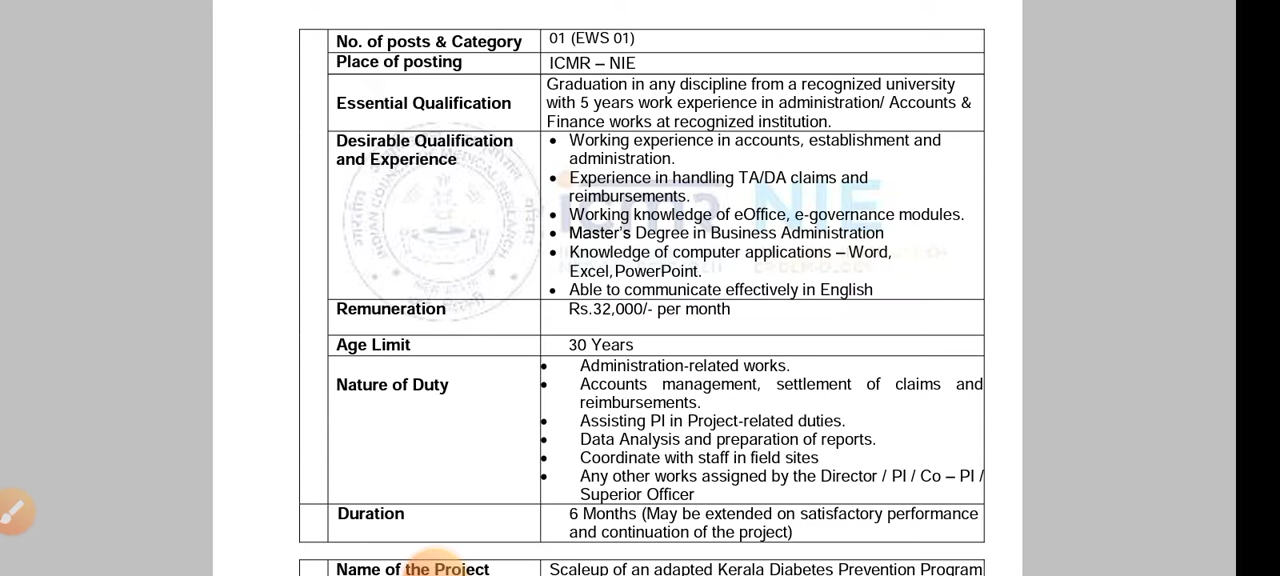 No. of posts & Category 01 (EWS 01)
Place of posting ICMR – NIE
Essential Qualification Graduation in any discipline from a recognized university
with 5 years work experience in administration/ Accounts &
Finance works at recognized institution.
Desirable Qualification
and Experience
• Working experience in accounts, establishment and
administration.
• Experience in handling TA/DA claims and
reimbursements.
• Working knowledge of eOffice, e-governance modules.
• Master's Degree in Business Administration
• Knowledge of computer applications – Word,
Excel,PowerPoint.
• Able to communicate effectively in English
Remuneration Rs.32,000/- per month
Age Limit 30 Years
Nature of Duty
• Administration-related works.
• Accounts management, settlement of claims and
reimbursements.
• Assisting PI in Project-related duties.
• Data Analysis and preparation of reports.
• Coordinate with staff in field sites
• Any other works assigned by the Director / PI / Co – PI /
Superior Officer
Duration 6 Months (May be extended on satisfactory performance
and continuation of the project)
Name of the Project Scaleup of an adapted Kerala Diabetes Prevention Program
icmr NIE
INDIAN COUNCIL OF MEDICAL RESEARCH